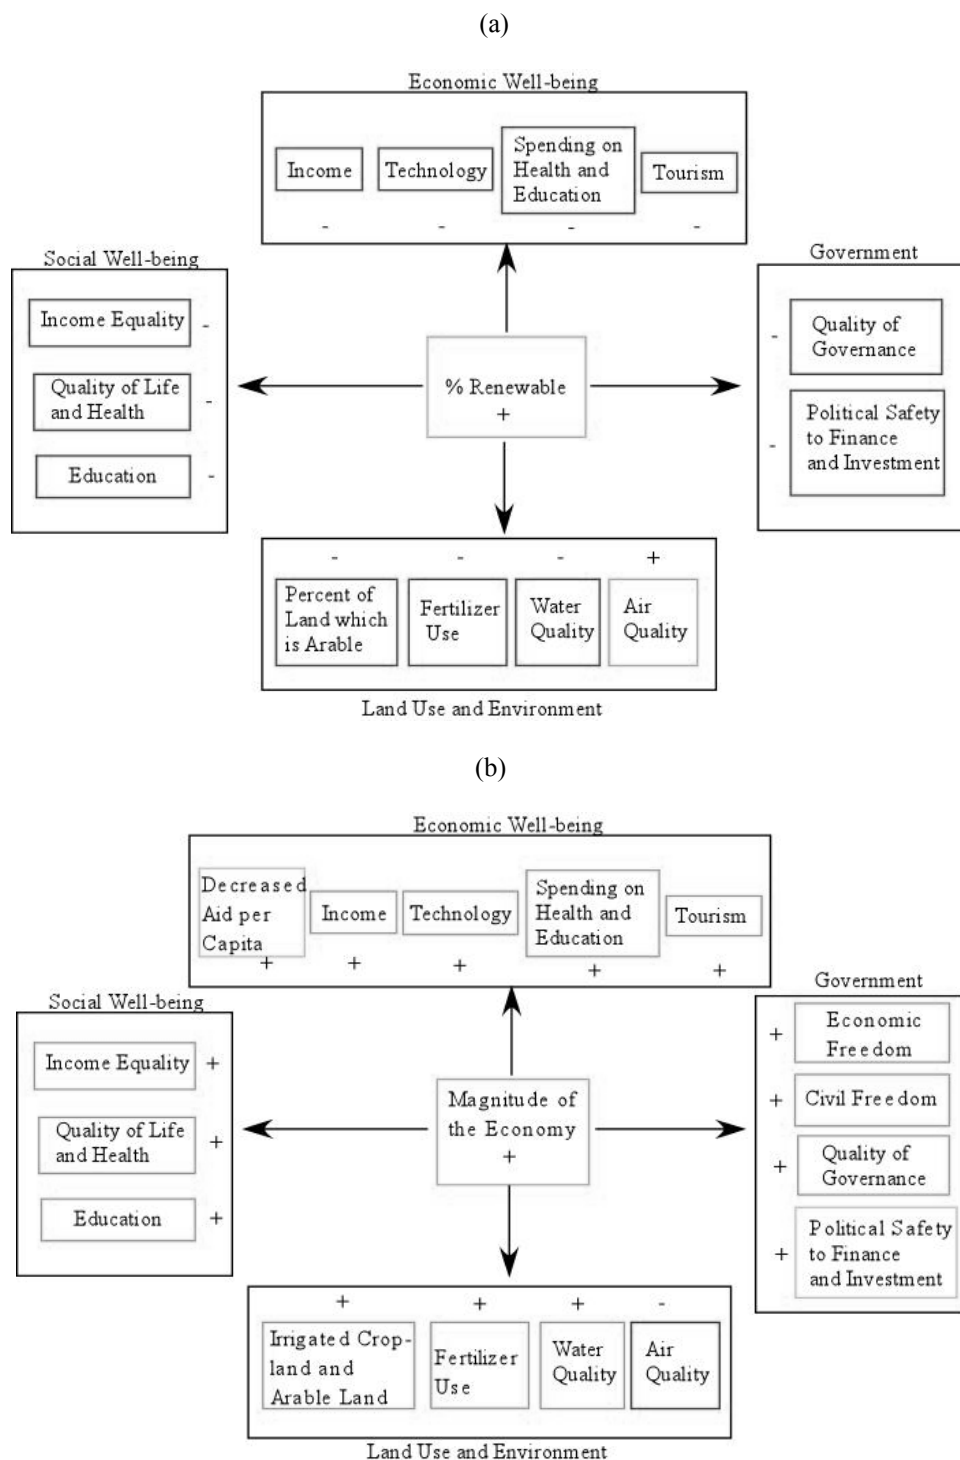 (a)
Economic Well-being
Income
Technology
Spending on
Health and
Education
Tourism
- - - -
Social Well-being
Income Equality -
Quality of Life
and Health
-
Education -
% Renewable
+
Government
Quality of
Governance
-
Political Safety
to Finance
and Investment
-
- - - +
Percent of
Land which
is Arable
Fertilizer
Use
Water
Quality
Air
Quality
Land Use and Environment
(b)
Economic Well-being
Decreased
Aid per
Capita
Income
Technology
Spending on
Health and
Education
Tourism
+ + + + +
Social Well-being
Income Equality +
Quality of Life
and Health
+
Education +
Magnitude of
the Economy
+
Government
+ Economic
Freedom
+ Civil Freedom
+ Quality of
Governance
+ Political Safety
to Finance
and Investment
+ + + -
Irrigated Crop-
land and
Arable Land
Fertilizer
Use
Water
Quality
Air
Quality
Land Use and Environment